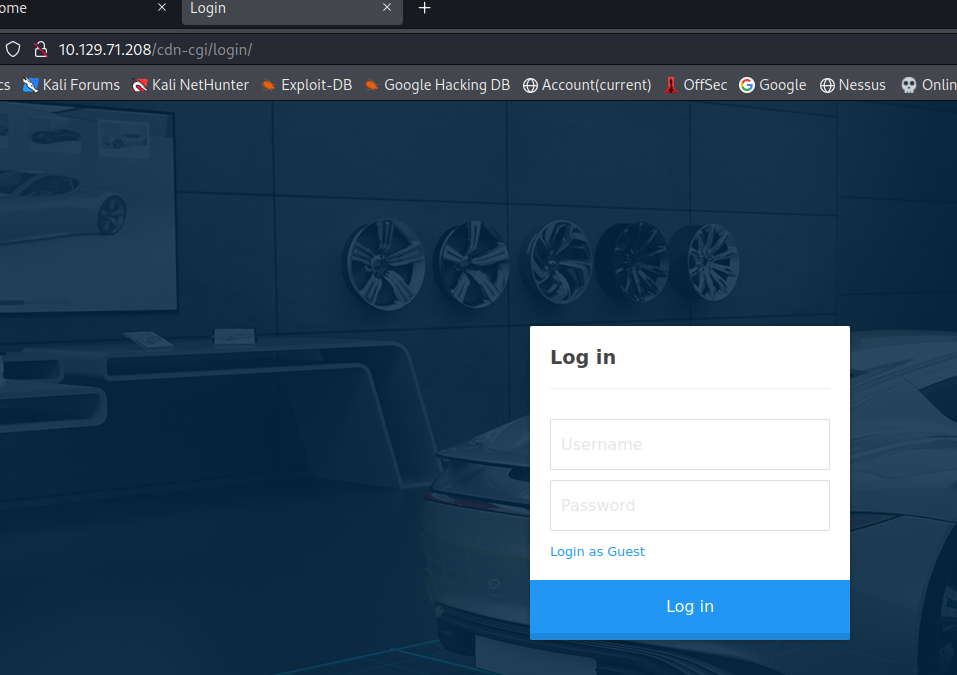 ome × Login × +
10.129.71.208/cdn-cgi/login/
cs Kali Forums Kali NetHunter Exploit-DB Google Hacking DB Account(current) OffSec Google Nessus Onlin
Log in
Username
Password
Login as Guest
Log in